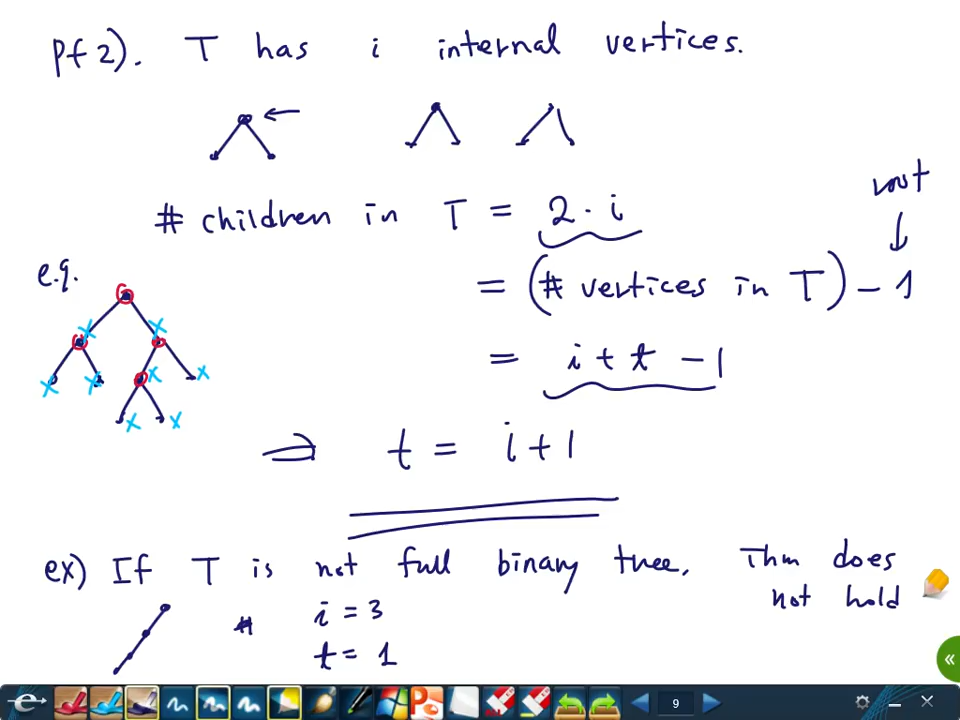 pf 2). T has i internal vertices.
# children in T = 2 · i
root
= (# vertices in T) - 1
e.g.
= i + t - 1
⇒ t = i + 1
ex) If T is not full binary tree, Thm does not hold
# i = 3
t = 1
9